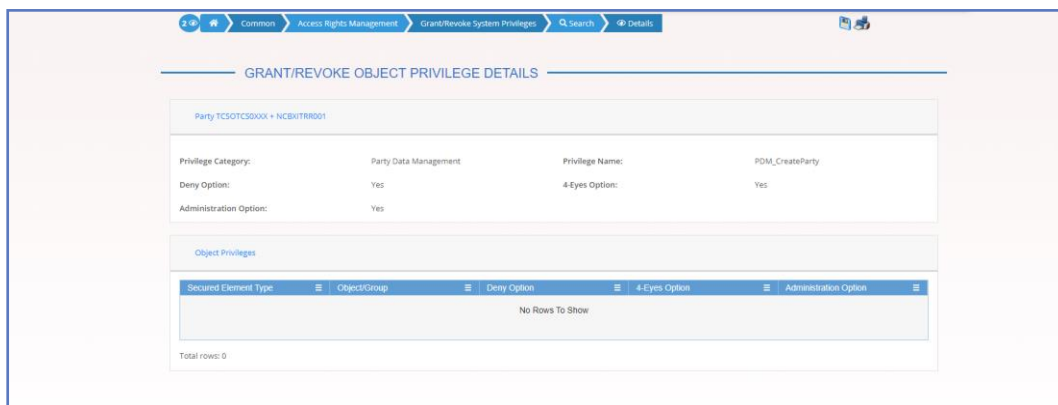 2 Common Access Rights Management Grant/Revoke System Privileges Search Details
GRANT/REVOKE OBJECT PRIVILEGE DETAILS
Party TCSOTCS0XXX + NCBXITRR001
Privilege Category: Party Data Management Privilege Name: PDM_CreateParty
Deny Option: Yes 4-Eyes Option: Yes
Administration Option: Yes
Object Privileges
Secured Element Type Object/Group Deny Option 4-Eyes Option Administration Option
No Rows To Show
Total rows: 0